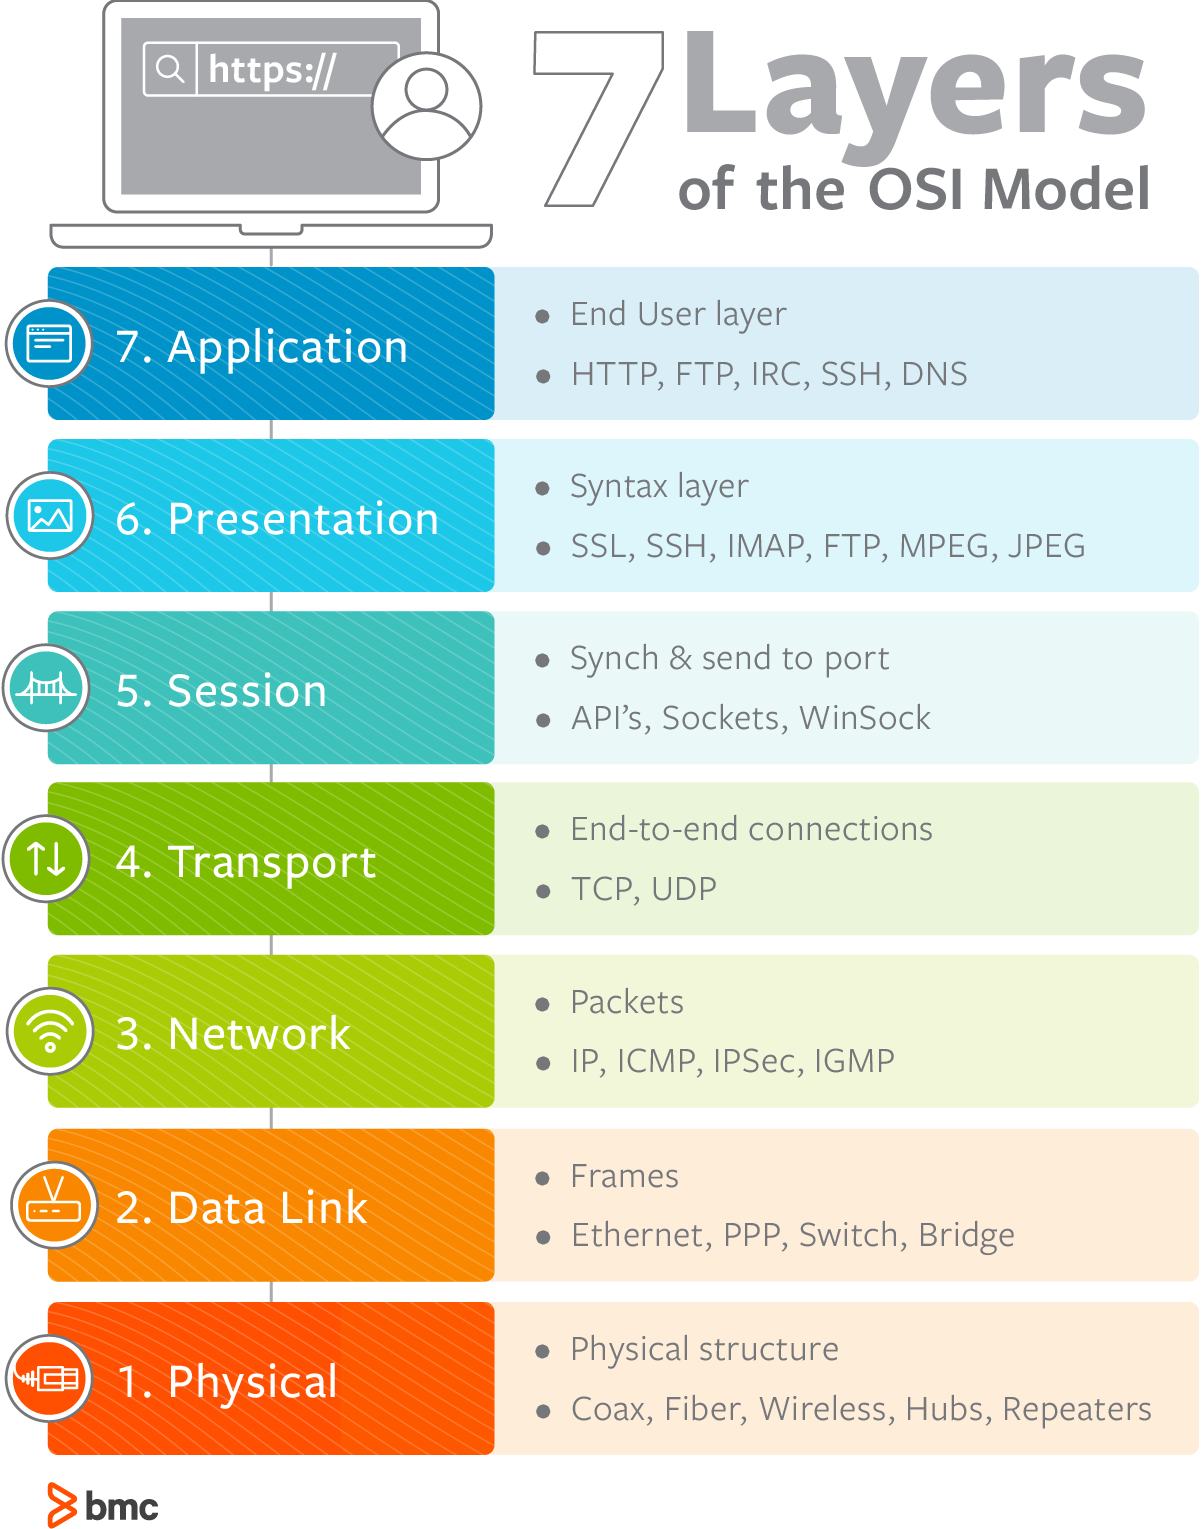 https://
7 Layers
of the OSI Model
7. Application
• End User layer
• HTTP, FTP, IRC, SSH, DNS
6. Presentation
• Syntax layer
• SSL, SSH, IMAP, FTP, MPEG, JPEG
5. Session
• Synch & send to port
• API’s, Sockets, WinSock
4. Transport
• End-to-end connections
• TCP, UDP
3. Network
• Packets
• IP, ICMP, IPSec, IGMP
2. Data Link
• Frames
• Ethernet, PPP, Switch, Bridge
1. Physical
• Physical structure
• Coax, Fiber, Wireless, Hubs, Repeaters
bmc